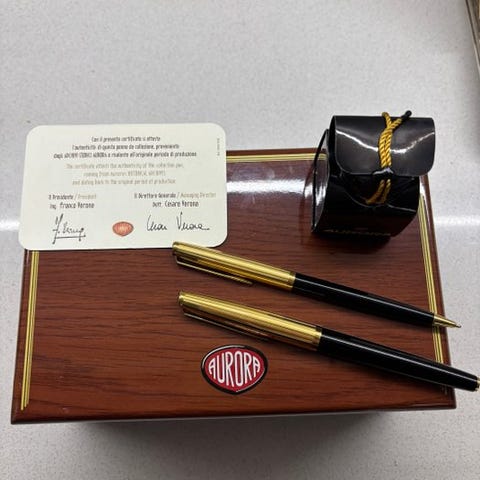 Con il presente certificato si attesta
l'autenticità di questa penna da collezione, proveniente
dagli ARCHIVI STORICI AURORA e risalente all'originale periodo di produzione
The certificate attests the authenticity of the collection pen,
coming from AURORA'S HISTORICAL ARCHIVES
and dating back to the original period of production
Il Presidente / President
Ing. Franco Verona
Il Direttore Generale / Managing Director
Dott. Cesare Verona
AURORA
AURORA